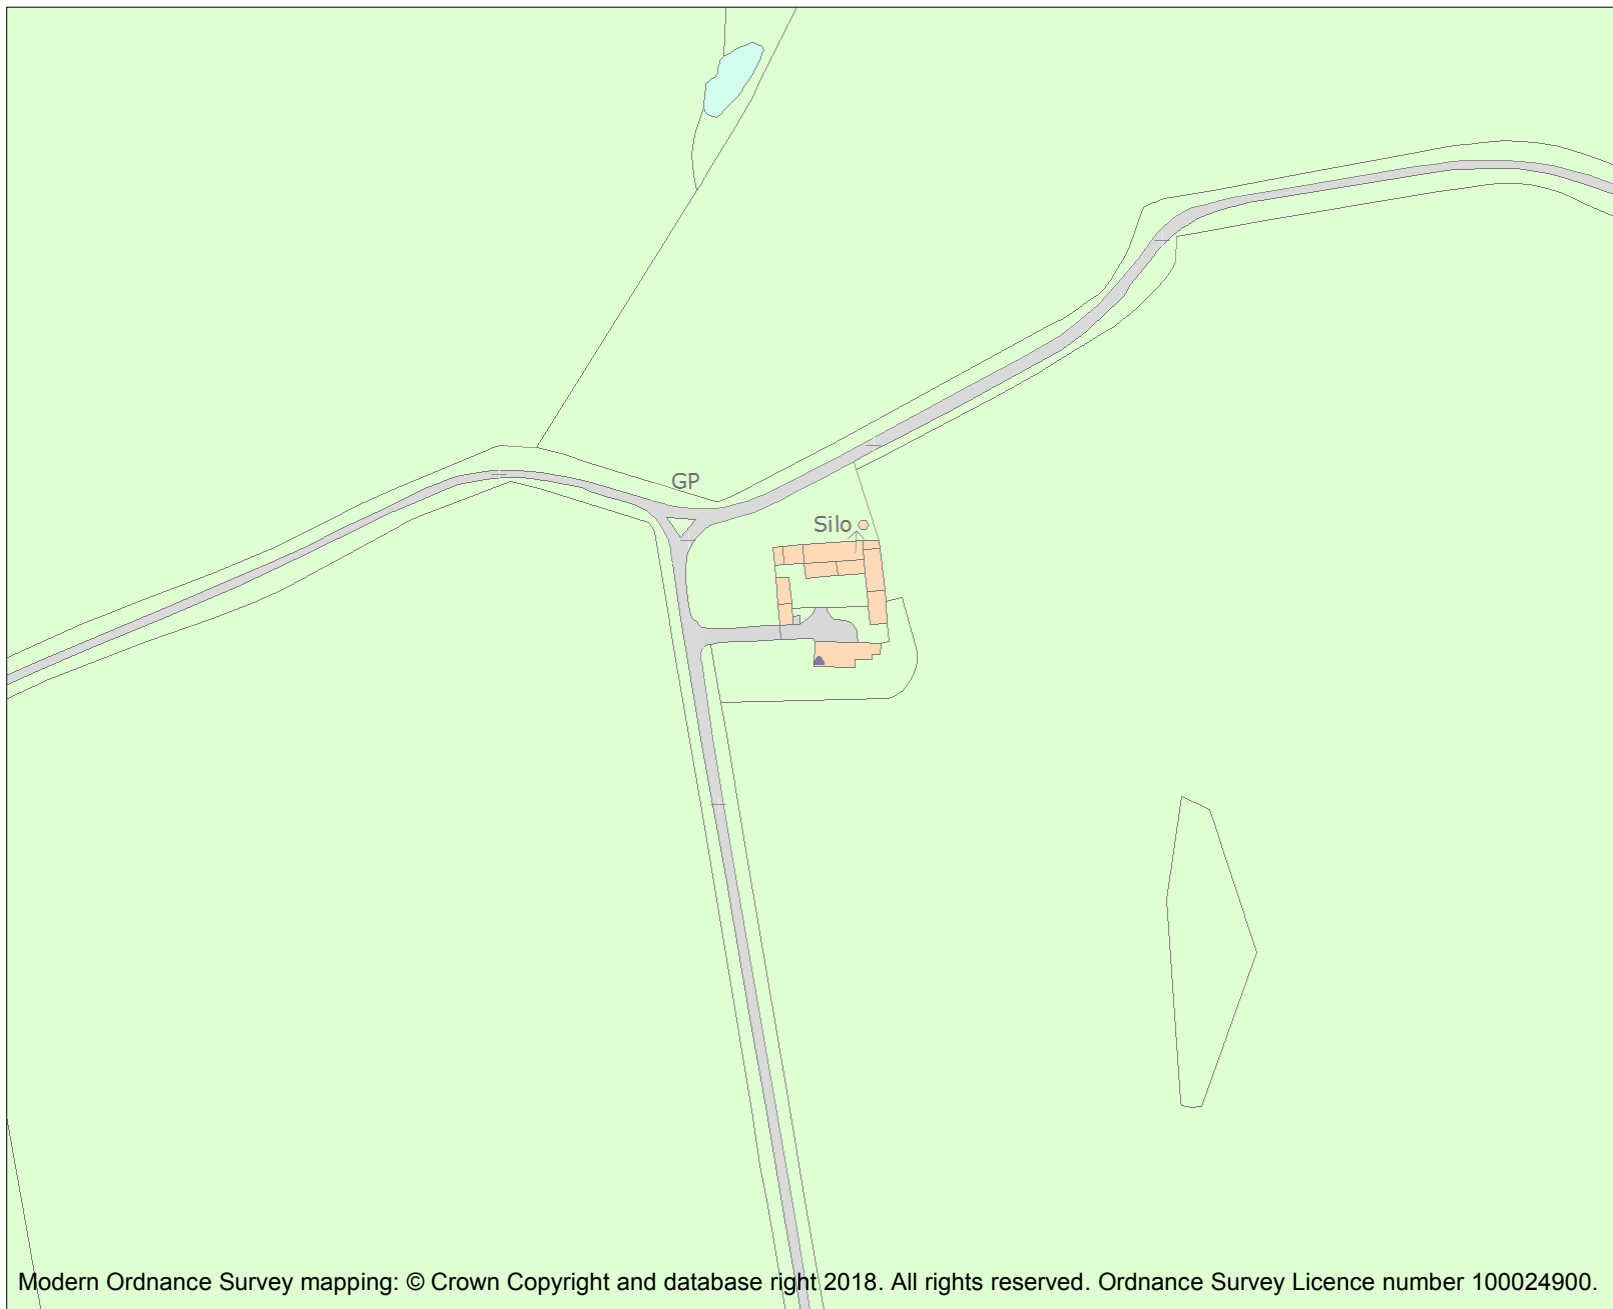 GP
Silo
Modern Ordnance Survey mapping: © Crown Copyright and database right 2018. All rights reserved. Ordnance Survey Licence number 100024900.